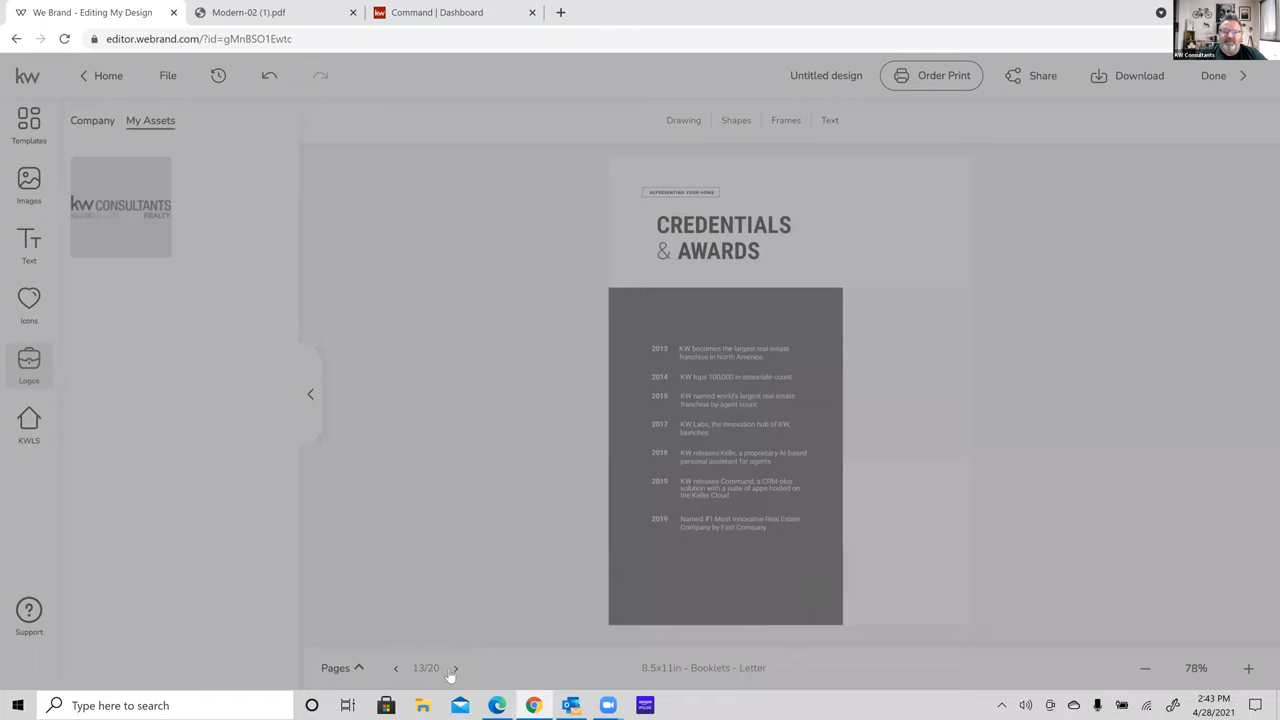 We Brand - Editing My Design
Modern-02 (1).pdf
Command | Dashboard
editor.webrand.com/?id=gMnBSO1Ewtc
KW Consultants
kw
Home
File
Untitled design
Order Print
Share
Download
Done
Templates
Images
Text
Icons
Logos
KWLS
Support
Company
My Assets
kw CONSULTANTS
REALTY
Drawing
Shapes
Frames
Text
REPRESENTING YOUR HOME
CREDENTIALS
& AWARDS
2013 KW becomes the largest real estate
franchise in North America
2014 KW tops 100,000 in associate count
2015 KW named world's largest real estate
franchise by agent count
2017 KW Labs, the innovation hub of KW,
launches
2018 KW releases Kelle, a proprietary AI-based
personal assistant for agents
2019 KW releases Command, a CRM-plus
solution with a suite of apps hosted on
the Keller Cloud
2019 Named #1 Most Innovative Real Estate
Company by Fast Company
Pages
13/20
8.5x11in - Booklets - Letter
78%
Type here to search
2:43 PM
4/28/2021